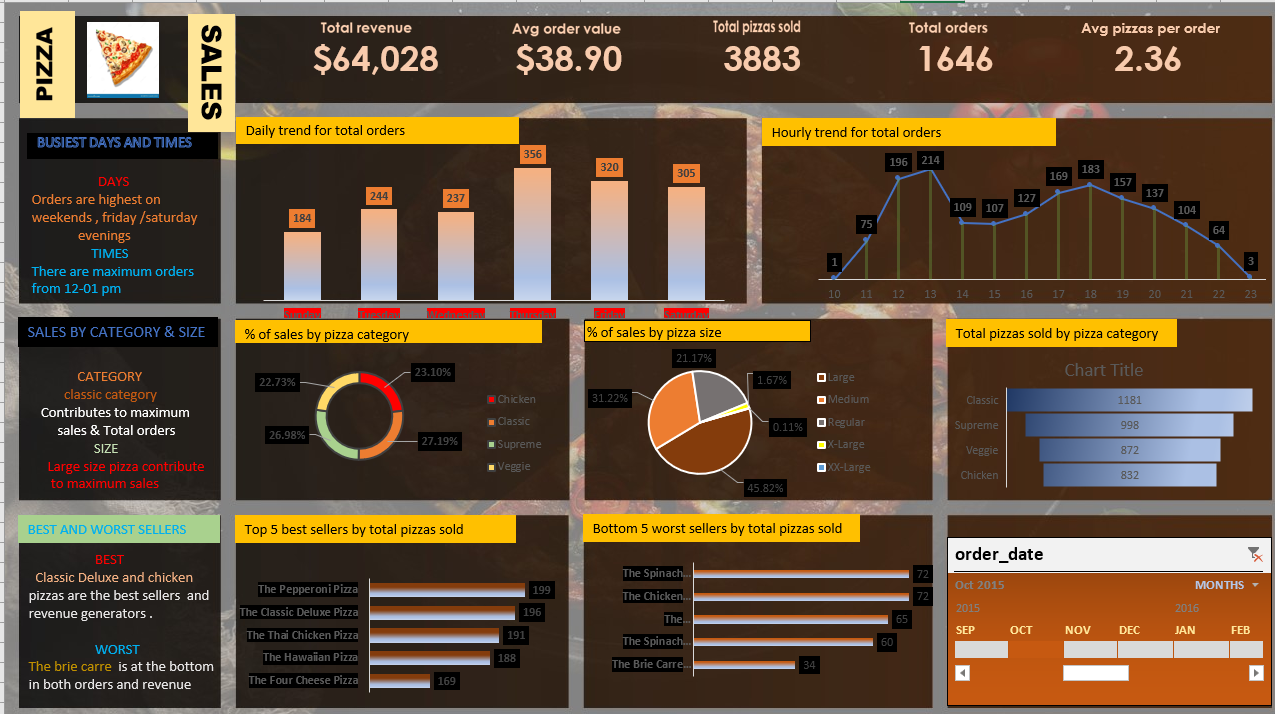 PIZZA
SALES
Total revenue
$64,028
Avg order value
$38.90
Total pizzas sold
3883
Total orders
1646
Avg pizzas per order
2.36
BUSIEST DAYS AND TIMES
DAYS
Orders are highest on
weekends , friday /saturday
evenings
TIMES
There are maximum orders
from 12-01 pm
Daily trend for total orders
184
244
237
356
320
305
Hourly trend for total orders
1
75
196
214
109
107
127
169
183
157
137
104
64
3
10 11 12 13 14 15 16 17 18 19 20 21 22 23
SALES BY CATEGORY & SIZE
CATEGORY
classic category
Contributes to maximum
sales & Total orders
SIZE
Large size pizza contribute
to maximum sales
% of sales by pizza category
22.73%
23.10%
26.98%
27.19%
Chicken
Classic
Supreme
Veggie
% of sales by pizza size
21.17%
1.67%
31.22%
0.11%
45.82%
Large
Medium
Regular
X-Large
XX-Large
Total pizzas sold by pizza category
Chart Title
Classic 1181
Supreme 998
Veggie 872
Chicken 832
BEST AND WORST SELLERS
BEST
Classic Deluxe and chicken
pizzas are the best sellers and
revenue generators .
WORST
The brie carre is at the bottom
in both orders and revenue
Top 5 best sellers by total pizzas sold
The Pepperoni Pizza 199
The Classic Deluxe Pizza 196
The Thai Chicken Pizza 191
The Hawaiian Pizza 188
The Four Cheese Pizza 169
Bottom 5 worst sellers by total pizzas sold
The Spinach... 72
The Chicken... 72
The... 65
The Spinach... 60
The Brie Carre... 34
order_date
Oct 2015
MONTHS
2015 2016
SEP OCT NOV DEC JAN FEB